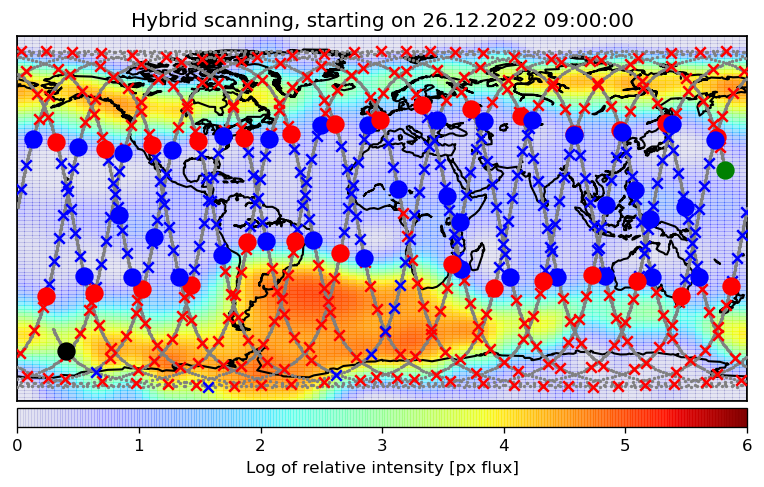 Hybrid scanning, starting on 26.12.2022 09:00:00
0 1 2 3 4 5 6
Log of relative intensity [px flux]